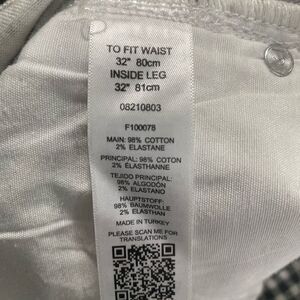 TO FIT WAIST
32" 80cm
INSIDE LEG
32" 81cm
08210803
F100078
MAIN: 98% COTTON
2% ELASTANE
PRINCIPAL: 98% COTON
2% ÉLASTHANNE
TEJIDO PRINCIPAL:
98% ALGODÓN
2% ELASTANO
HAUPTSTOFF:
98% BAUMWOLLE
2% ELASTHAN
MADE IN TURKEY
PLEASE SCAN ME FOR
TRANSLATIONS